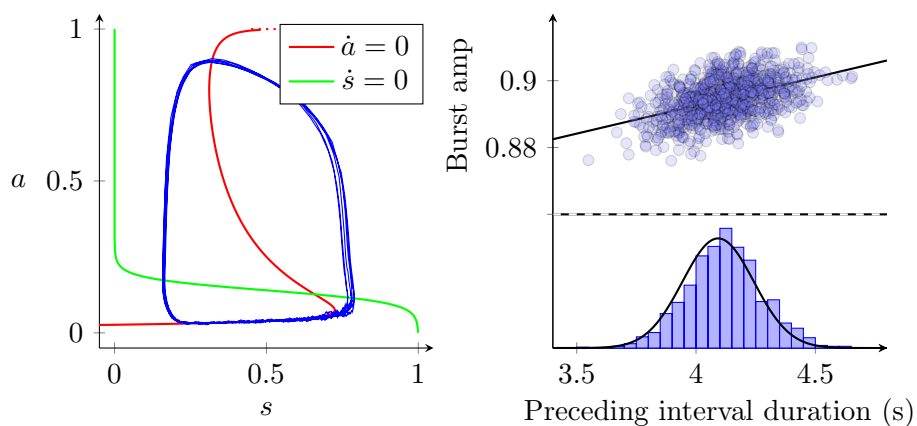 1
0.5
0
a
0
0.5
1
s
ȧ = 0
ṡ = 0
Burst amp
0.9
0.88
3.5
4
4.5
Preceding interval duration (s)